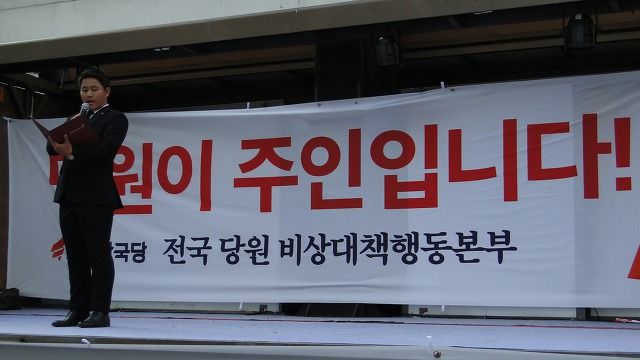 원이 주인입니다!
국당 전국 당원 비상대책행동본부